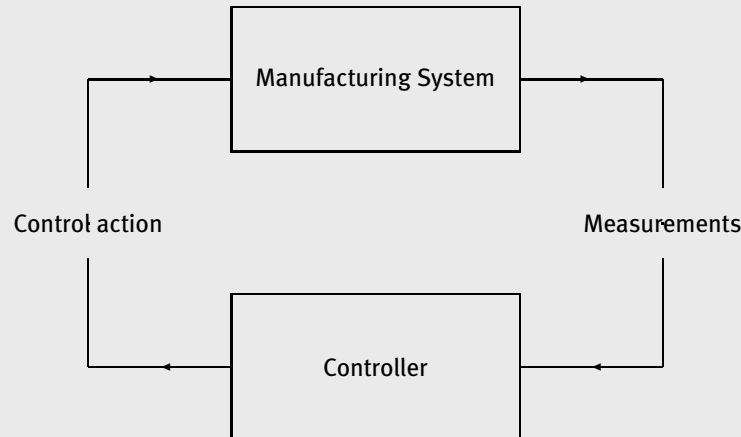 Manufacturing System
Control action
Measurements
Controller